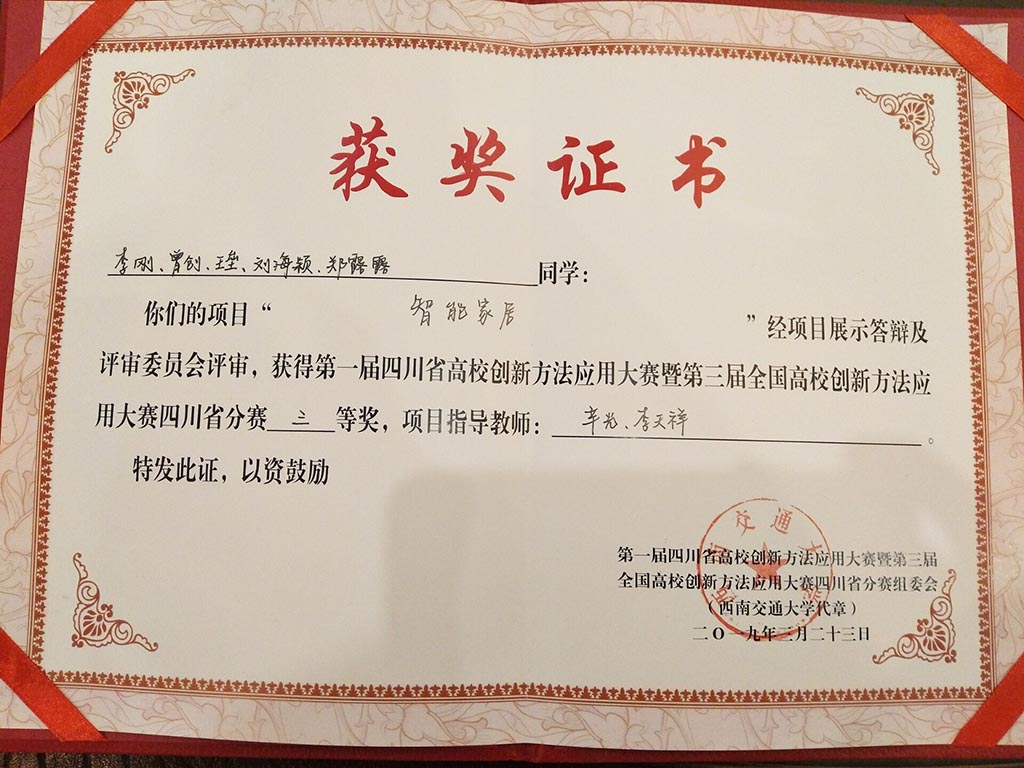 获奖证书
李刚、曾创、王垒、刘海颖、郑露露 同学：
你们的项目“ 智能家居 ”经项目展示答辩及
评审委员会评审，获得第一届四川省高校创新方法应用大赛暨第三届全国高校创新方法应
用大赛四川省分赛 三 等奖，项目指导教师： 李天祥 。
特发此证，以资鼓励
第一届四川省高校创新方法应用大赛暨第三届
全国高校创新方法应用大赛四川省分赛组委会
（西南交通大学代章）
二〇一九年三月二十三日